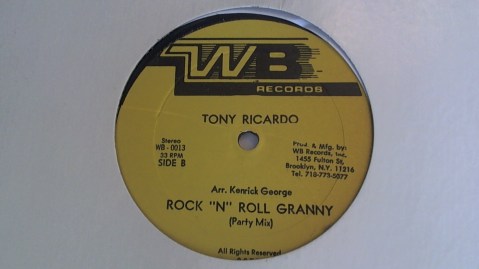 WB
RECORDS
TONY RICARDO
Stereo
WB - 0013
33 RPM
SIDE B
Prod & Mfg. by:
WB Records, Inc.
1455 Fulton St,
Brooklyn, N.Y. 11216
Tel. 710-773-5077
Arr. Kenrick George
ROCK "N" ROLL GRANNY
(Party Mix)
All Rights Reserved